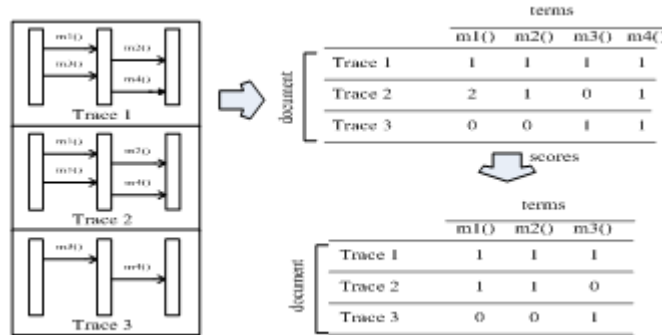 m1()
m2()
m3()
m4()
Trace 1
m1()
m2()
m1()
m4()
Trace 2
m3()
m4()
Trace 3
terms
m1() m2() m3() m4()
document
Trace 1 1 1 1 1
Trace 2 2 1 0 1
Trace 3 0 0 1 1
scores
terms
m1() m2() m3()
document
Trace 1 1 1 1
Trace 2 1 1 0
Trace 3 0 0 1